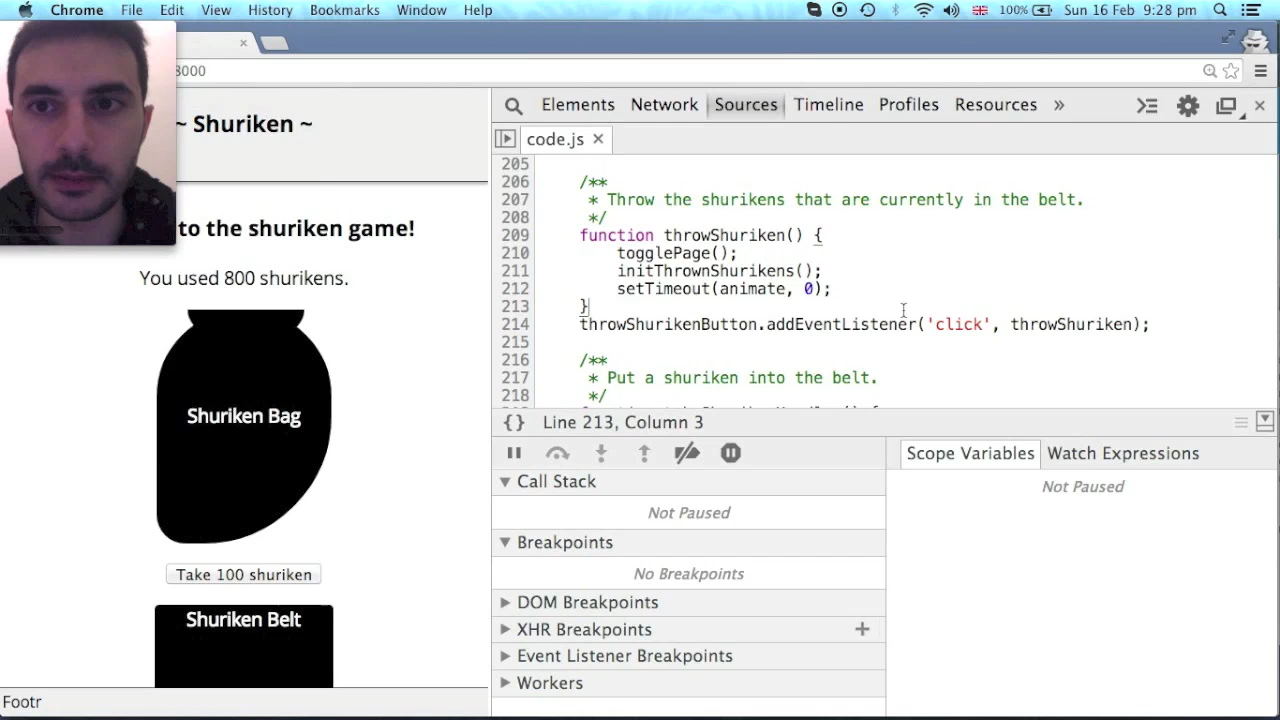 Chrome File Edit View History Bookmarks Window Help 100% Sun 16 Feb 9:28 pm
8000
~ Shuriken ~
to the shuriken game!
You used 800 shurikens.
Shuriken Bag
Take 100 shuriken
Shuriken Belt
Footr
Elements Network Sources Timeline Profiles Resources »
code.js ×
205
206 /**
207 * Throw the shurikens that are currently in the belt.
208 */
209 function throwShuriken() {
210 togglePage();
211 initThrownShurikens();
212 setTimeout(animate, 0);
213 }
214 throwShurikenButton.addEventListener('click', throwShuriken);
215
216 /**
217 * Put a shuriken into the belt.
218 */
{} Line 213, Column 3
Call Stack
Not Paused
Breakpoints
No Breakpoints
DOM Breakpoints
XHR Breakpoints +
Event Listener Breakpoints
Workers
Scope Variables Watch Expressions
Not Paused